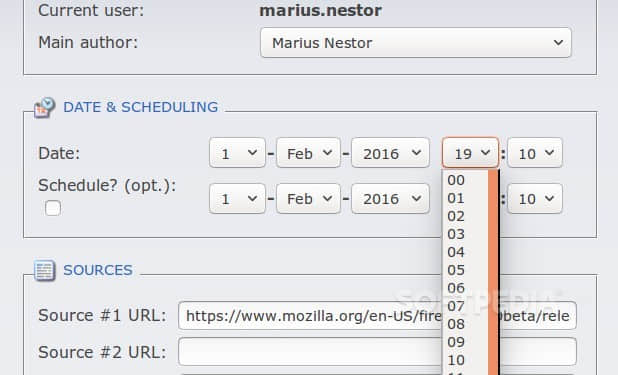 Current user: marius.nestor
Main author: Marius Nestor
DATE & SCHEDULING
Date: 1 - Feb - 2016 19 : 10
Schedule? (opt.): 1 - Feb - 2016 : 10
00
01
02
03
04
05
06
07
08
09
10
SOURCES
SOFTPEDIA
Source #1 URL: https://www.mozilla.org/en-US/fire 0beta/rele
Source #2 URL: